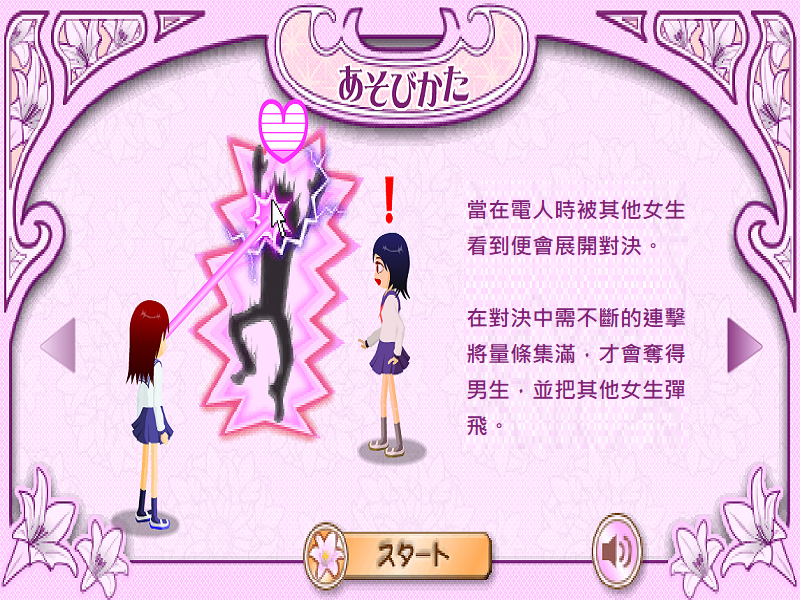 あそびかた
!
當在電人時被其他女生
看到便會展開對決。
在對決中需不斷的連擊
將量條集滿，才會奪得
男生，並把其他女生彈
飛。
スタート